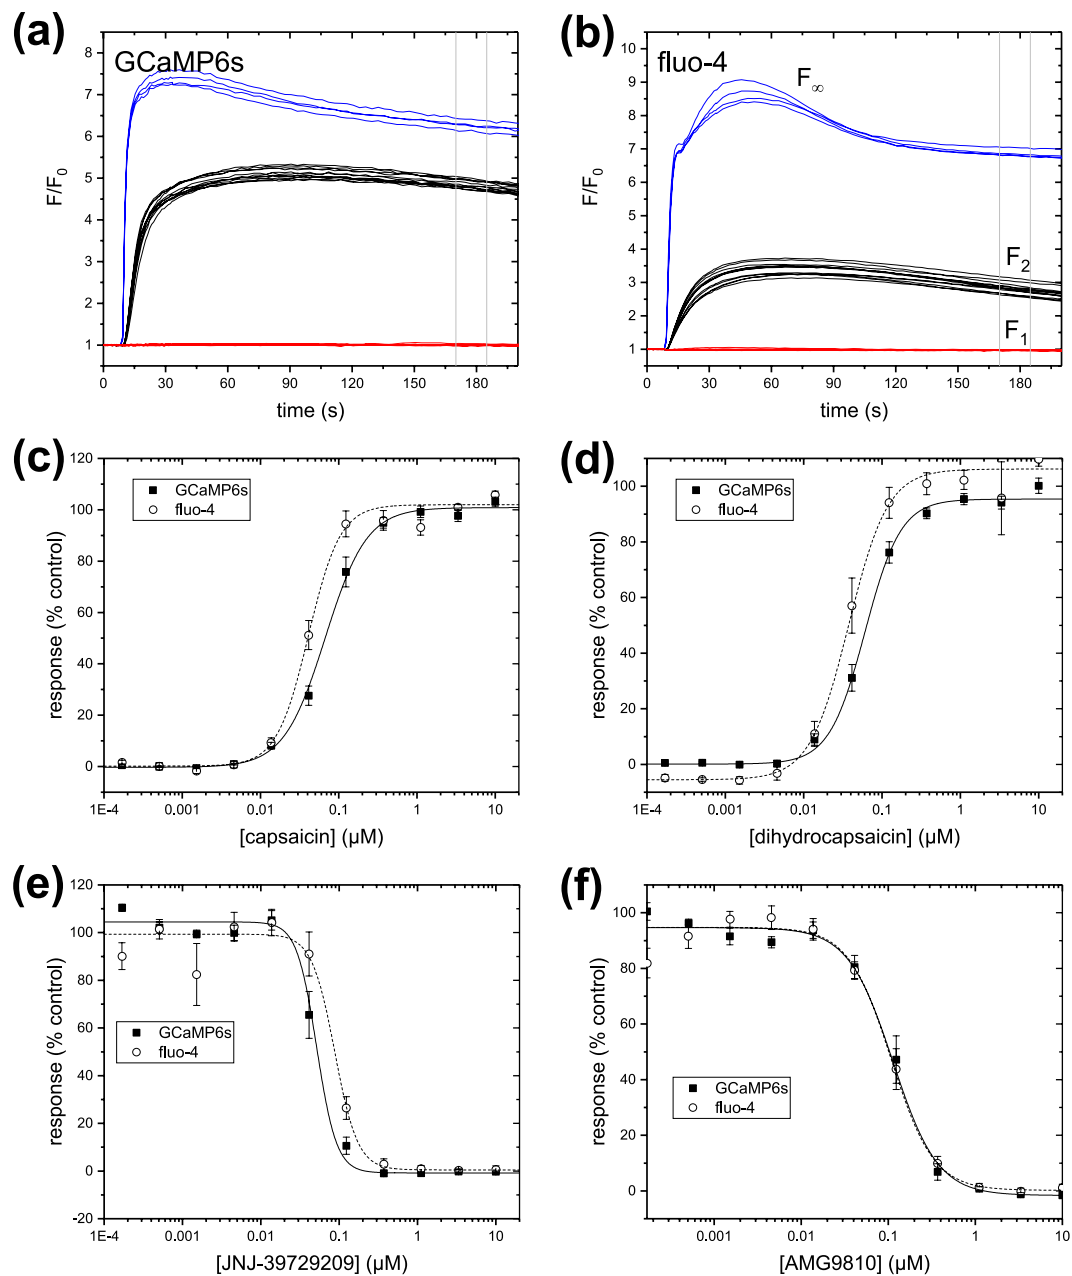 (a)
GCaMP6s
8
7
6
5
4
3
2
1
F/F0
0 30 60 90 120 150 180
time (s)
(b)
fluo-4
F∞
F2
F1
10
9
8
7
6
5
4
3
2
1
F/F0
0 30 60 90 120 150 180
time (s)
(c)
GCaMP6s
fluo-4
120
100
80
60
40
20
0
response (% control)
1E-4 0.001 0.01 0.1 1 10
[capsaicin] (µM)
(d)
GCaMP6s
fluo-4
100
80
60
40
20
0
response (% control)
1E-4 0.001 0.01 0.1 1 10
[dihydrocapsaicin] (µM)
(e)
GCaMP6s
fluo-4
120
100
80
60
40
20
0
-20
response (% control)
1E-4 0.001 0.01 0.1 1 10
[JNJ-39729209] (µM)
(f)
GCaMP6s
fluo-4
100
80
60
40
20
0
response (% control)
0.001 0.01 0.1 1 10
[AMG9810] (µM)